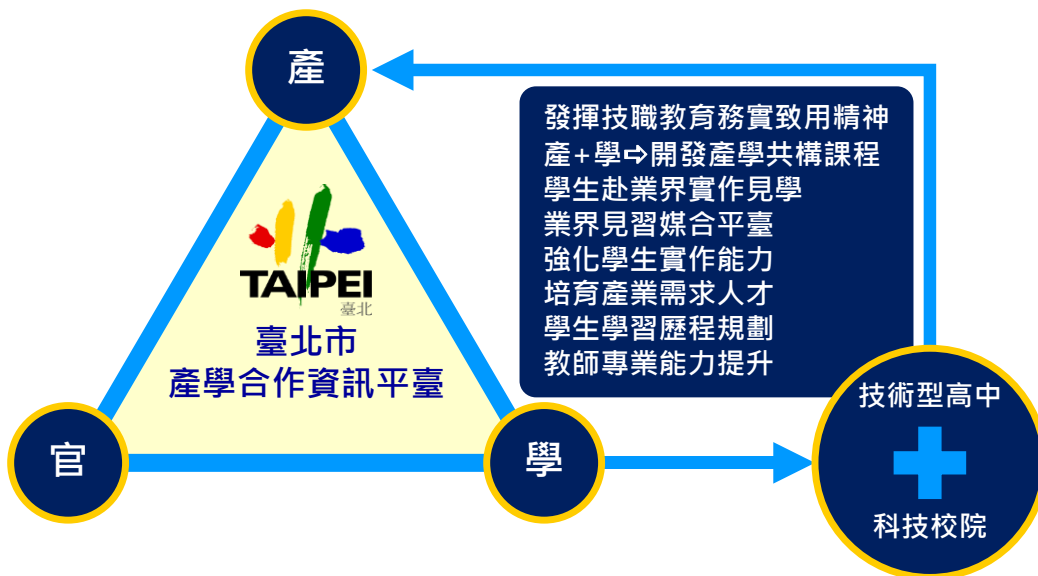 產
發揮技職教育務實致用精神
產+學⇨開發產學共構課程
學生赴業界實作見學
業界見習媒合平臺
強化學生實作能力
培育產業需求人才
學生學習歷程規劃
教師專業能力提升
TAIPEI
臺北
臺北市
產學合作資訊平臺
官
學
技術型高中
科技校院